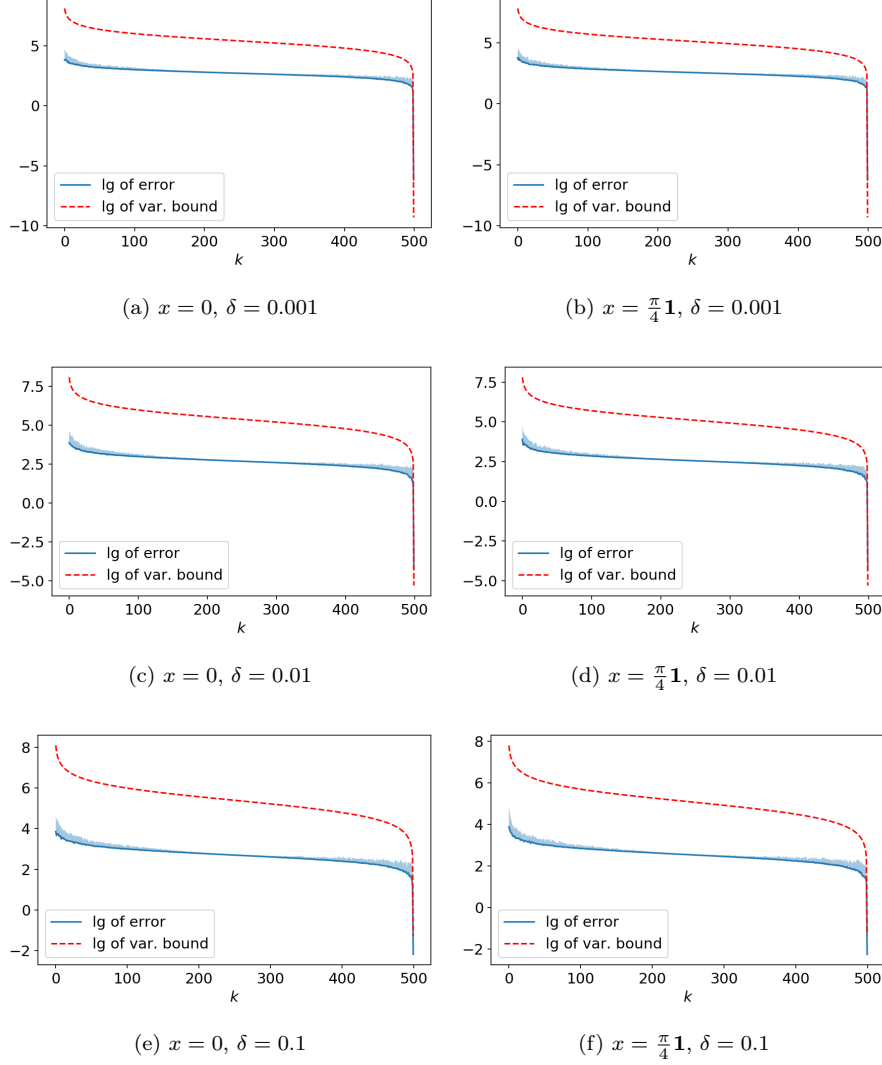 5
0
−5
−10
lg of error
lg of var. bound
0 100 200 300 400 500
k
(a) x = 0, δ = 0.001
5
0
−5
−10
lg of error
lg of var. bound
0 100 200 300 400 500
k
(b) x = π/4 1, δ = 0.001
7.5
5.0
2.5
0.0
−2.5
−5.0
lg of error
lg of var. bound
0 100 200 300 400 500
k
(c) x = 0, δ = 0.01
7.5
5.0
2.5
0.0
−2.5
−5.0
lg of error
lg of var. bound
0 100 200 300 400 500
k
(d) x = π/4 1, δ = 0.01
8
6
4
2
0
−2
lg of error
lg of var. bound
0 100 200 300 400 500
k
(e) x = 0, δ = 0.1
8
6
4
2
0
−2
lg of error
lg of var. bound
0 100 200 300 400 500
k
(f) x = π/4 1, δ = 0.1